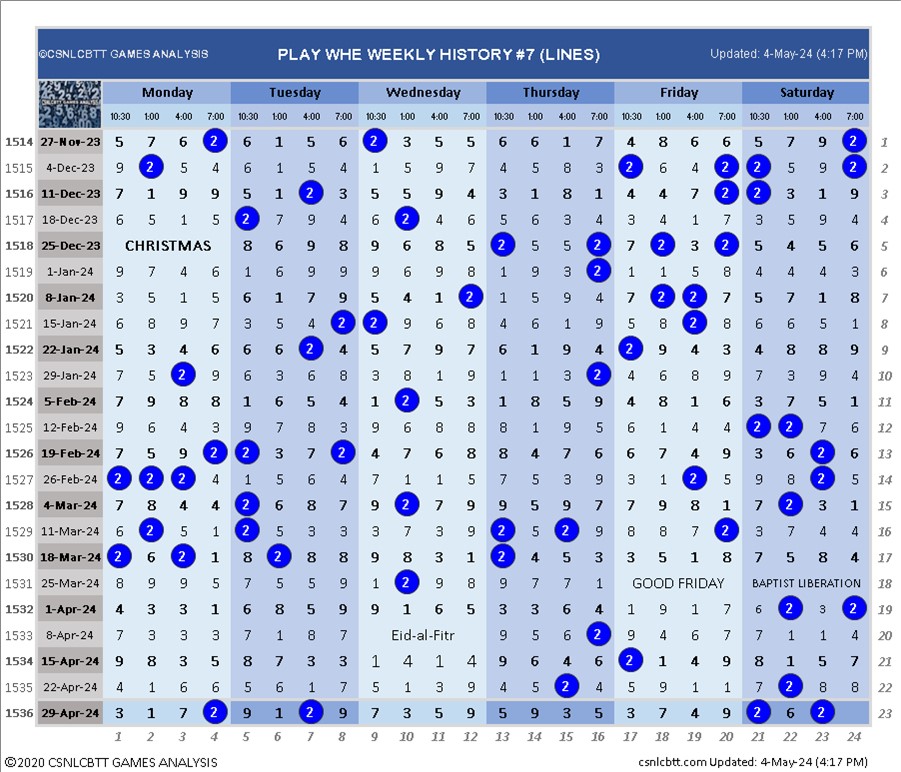 ©CSNLCBTT GAMES ANALYSIS PLAY WHE WEEKLY HISTORY #7 (LINES) Updated: 4-May-24 (4:17 PM)
Monday Tuesday Wednesday Thursday Friday Saturday
10:30 1:00 4:00 7:00 10:30 1:00 4:00 7:00 10:30 1:00 4:00 7:00 10:30 1:00 4:00 7:00 10:30 1:00 4:00 7:00 10:30 1:00 4:00 7:00
1514 27-Nov-23 5 7 6 2 6 1 5 6 2 3 5 5 6 6 1 7 4 8 6 6 5 7 9 2 1
1515 4-Dec-23 9 2 5 4 6 1 5 4 1 5 9 7 4 5 8 3 2 6 4 2 2 5 9 2 2
1516 11-Dec-23 7 1 9 9 5 1 2 3 5 5 9 4 3 1 8 1 4 4 7 2 2 3 1 9 3
1517 18-Dec-23 6 5 1 5 2 7 9 4 6 2 4 5 5 6 3 4 3 4 1 7 3 5 9 4 4
1518 25-Dec-23 CHRISTMAS 8 6 9 8 9 6 8 5 2 5 5 2 7 2 3 2 5 4 5 6 5
1519 1-Jan-24 9 7 4 6 1 6 9 9 9 6 9 8 1 9 3 2 1 1 5 8 4 4 4 3 6
1520 8-Jan-24 3 5 1 5 6 1 7 9 5 4 1 2 1 5 9 4 7 2 2 7 5 7 1 8 7
1521 15-Jan-24 6 8 9 7 3 5 4 2 2 9 6 8 4 6 1 9 5 8 2 8 6 6 5 1 8
1522 22-Jan-24 5 3 4 6 6 6 2 4 5 7 9 7 6 1 9 4 2 9 4 3 4 8 8 9 9
1523 29-Jan-24 7 5 2 9 6 3 6 8 3 8 1 9 1 1 3 2 4 6 8 9 7 3 9 4 10
1524 5-Feb-24 7 9 8 8 1 6 5 4 1 2 5 3 1 8 5 9 4 8 1 6 3 7 5 1 11
1525 12-Feb-24 9 6 4 3 9 7 8 3 9 6 8 8 8 1 9 5 6 1 4 4 2 2 7 6 12
1526 19-Feb-24 7 5 9 2 2 3 7 2 4 7 6 8 8 4 7 6 6 7 4 9 3 6 2 6 13
1527 26-Feb-24 2 2 2 4 1 5 6 4 7 1 1 5 7 5 3 9 3 1 2 5 9 8 2 5 14
1528 4-Mar-24 7 8 4 4 2 6 8 7 9 2 7 9 9 5 9 7 7 9 8 1 7 2 3 1 15
1529 11-Mar-24 6 2 5 1 2 5 3 3 3 7 3 9 2 5 2 9 8 8 7 2 3 7 4 4 16
1530 18-Mar-24 2 6 2 1 8 2 8 8 9 8 3 1 2 4 5 3 3 5 1 8 7 5 8 4 17
1531 25-Mar-24 8 9 9 5 7 5 5 9 1 2 9 8 9 7 7 1 GOOD FRIDAY BAPTIST LIBERATION 18
1532 1-Apr-24 4 3 3 1 6 8 5 9 9 1 6 5 3 3 6 4 1 9 1 7 6 2 3 2 19
1533 8-Apr-24 7 3 3 3 7 1 8 7 Eid-al-Fitr 9 5 6 2 9 4 6 7 7 1 1 4 20
1534 15-Apr-24 9 8 3 5 8 7 3 3 1 4 1 4 9 6 4 6 2 1 4 9 8 1 5 7 21
1535 22-Apr-24 4 1 6 6 5 6 1 7 5 1 3 9 4 5 2 4 5 9 1 1 7 2 8 8 22
1536 29-Apr-24 3 1 7 2 9 1 2 9 7 3 5 9 5 9 3 5 3 7 4 9 2 6 2 23
1 2 3 4 5 6 7 8 9 10 11 12 13 14 15 16 17 18 19 20 21 22 23 24
©2020 CSNLCBTT GAMES ANALYSIS csnlcbtt.com Updated: 4-May-24 (4:17 PM)